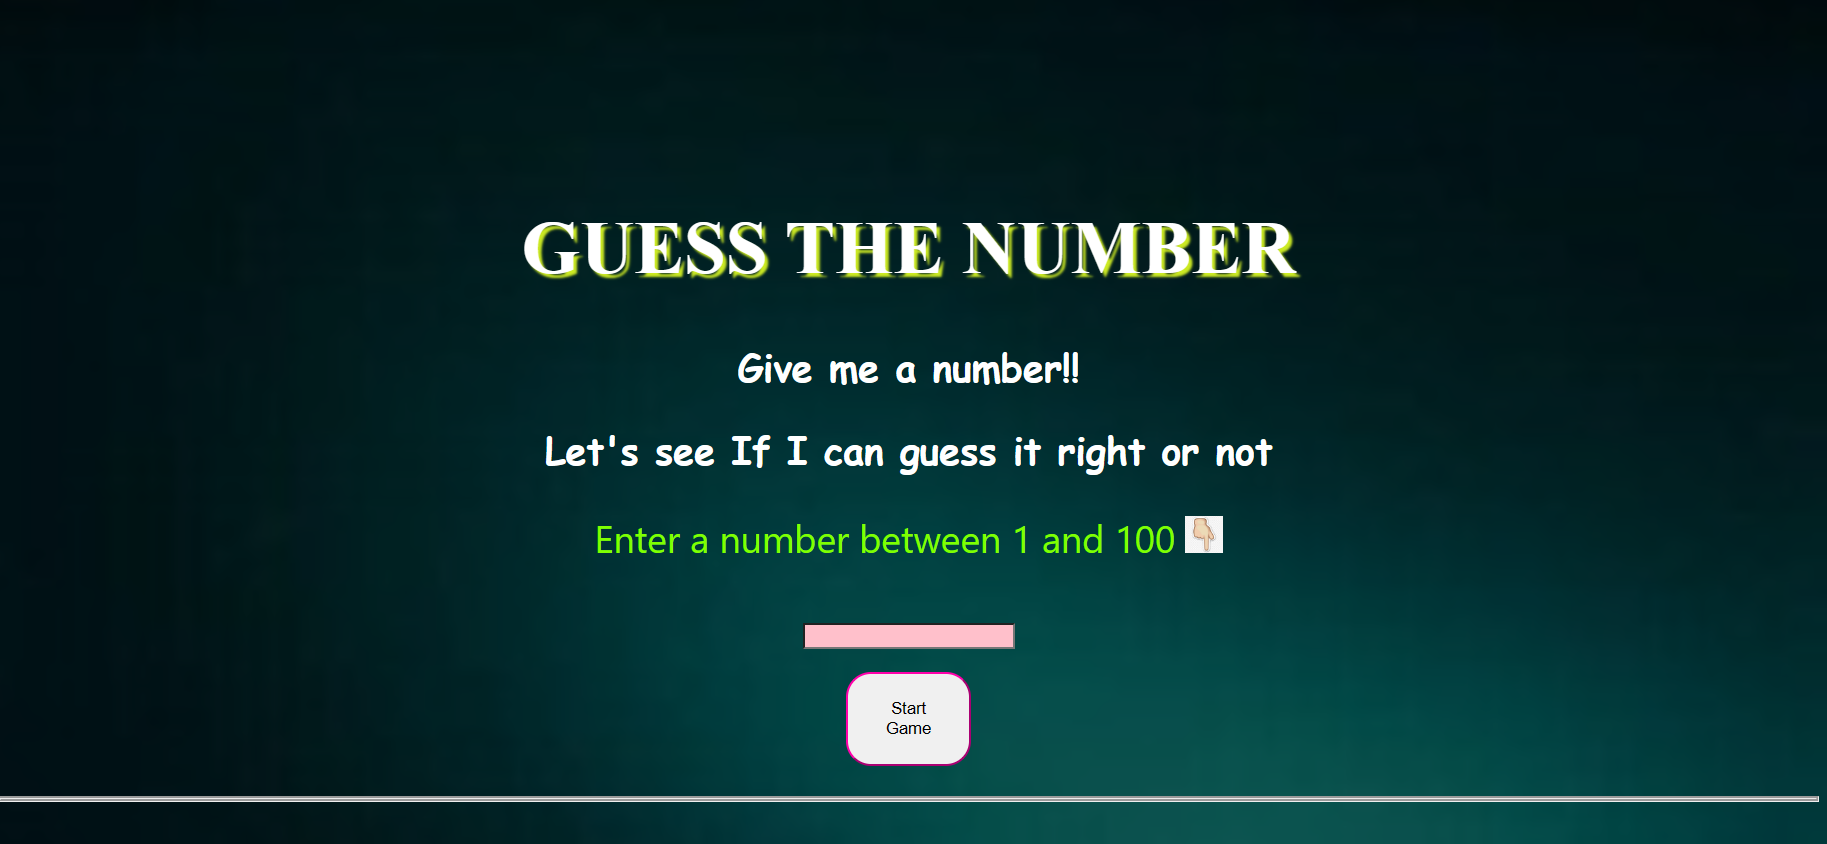 GUESS THE NUMBER
Give me a number!!
Let's see If I can guess it right or not
Enter a number between 1 and 100
Start
Game